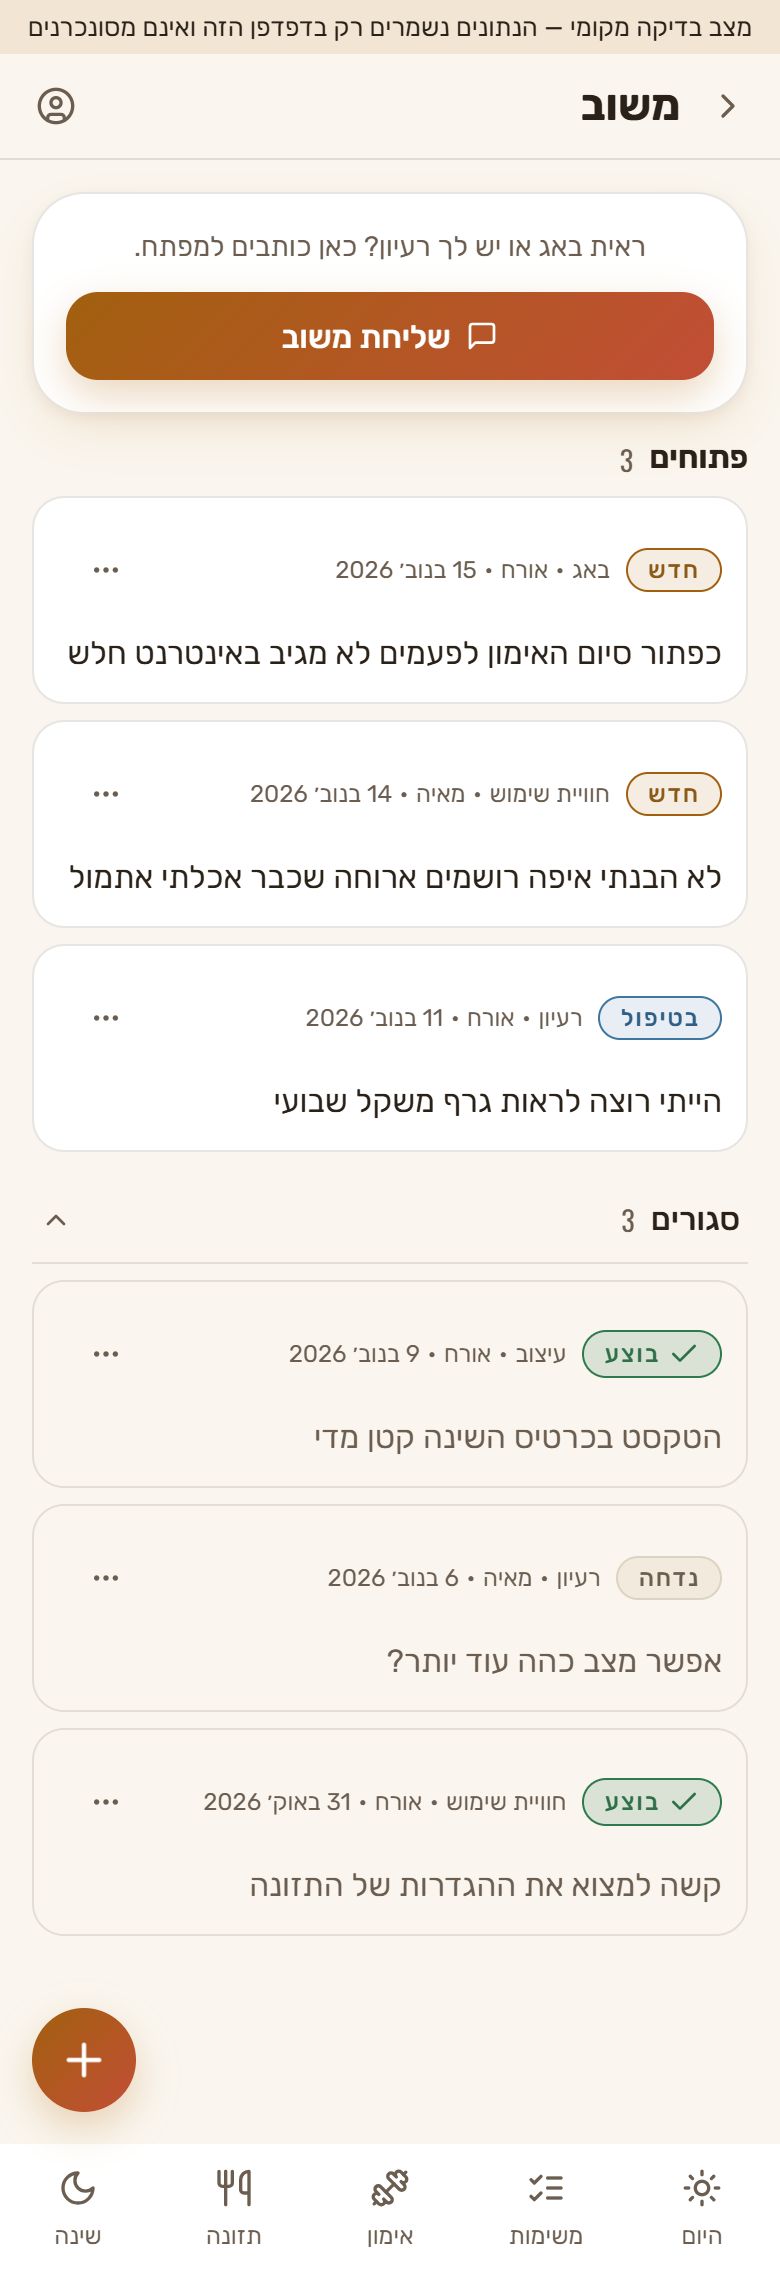 מצב בדיקה מקומי – הנתונים נשמרים רק בדפדפן הזה ואינם מסונכרנים
משוב
ראית באג או יש לך רעיון? כאן כותבים למפתח.
שליחת משוב
פתוחים 3
חדש באג • אורח • 15 בנוב׳ 2026
כפתור סיום האימון לפעמים לא מגיב באינטרנט חלש
חדש חוויית שימוש • מאיה • 14 בנוב׳ 2026
לא הבנתי איפה רושמים ארוחה שכבר אכלתי אתמול
בטיפול רעיון • אורח • 11 בנוב׳ 2026
הייתי רוצה לראות גרף משקל שבועי
סגורים 3
בוצע עיצוב • אורח • 9 בנוב׳ 2026
הטקסט בכרטיס השינה קטן מדי
נדחה רעיון • מאיה • 6 בנוב׳ 2026
אפשר מצב כהה עוד יותר?
בוצע חוויית שימוש • אורח • 31 באוק׳ 2026
קשה למצוא את ההגדרות של התזונה
היום משימות אימון תזונה שינה